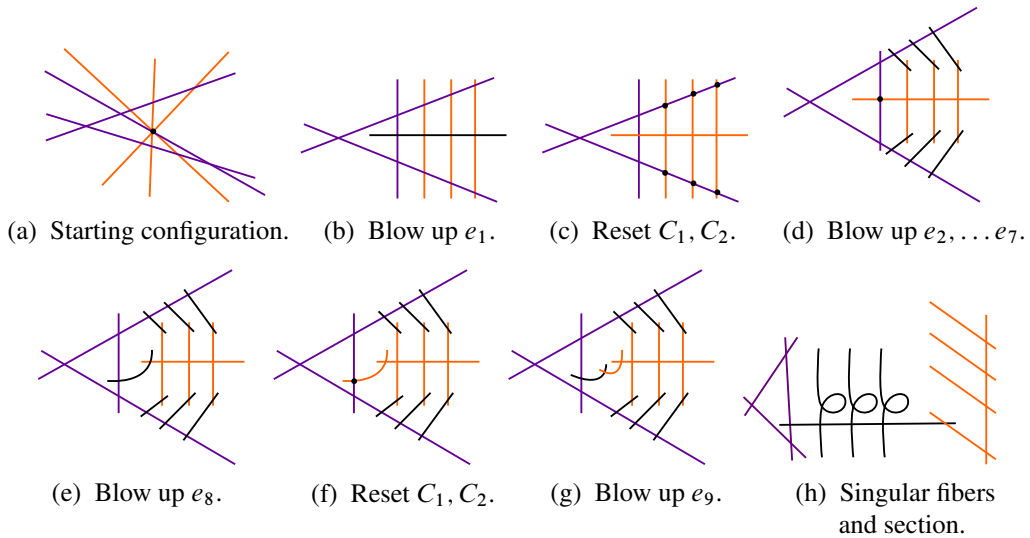 (a) Starting configuration.
(b) Blow up e₁.
(c) Reset C₁, C₂.
(d) Blow up e₂, . . . e₇.
(e) Blow up e₈.
(f) Reset C₁, C₂.
(g) Blow up e₉.
(h) Singular fibers
and section.